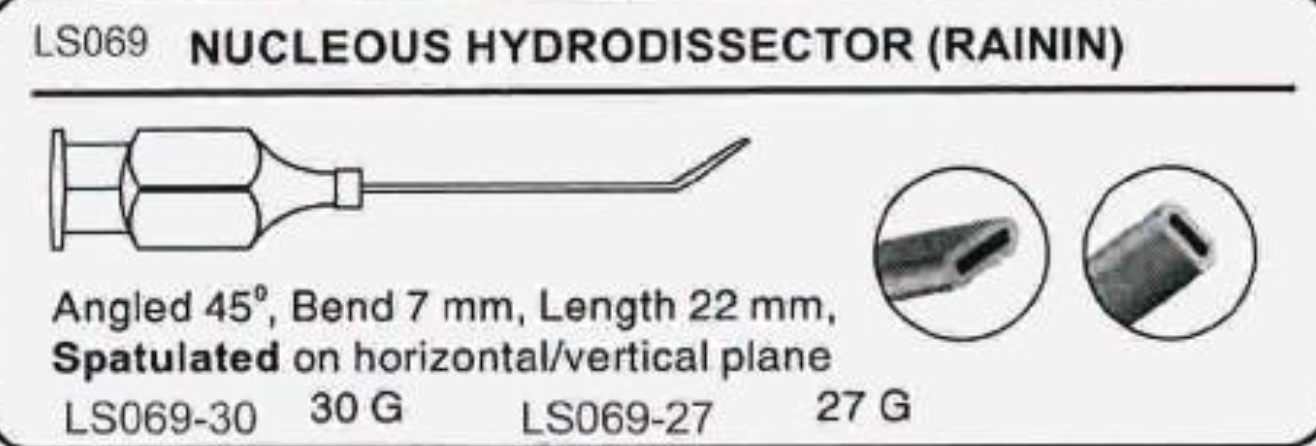 LS069 NUCLEOUS HYDRODISSECTOR (RAININ)
Angled 45⁰, Bend 7 mm, Length 22 mm,
Spatulated on horizontal/vertical plane
LS069-30 30 G LS069-27 27 G